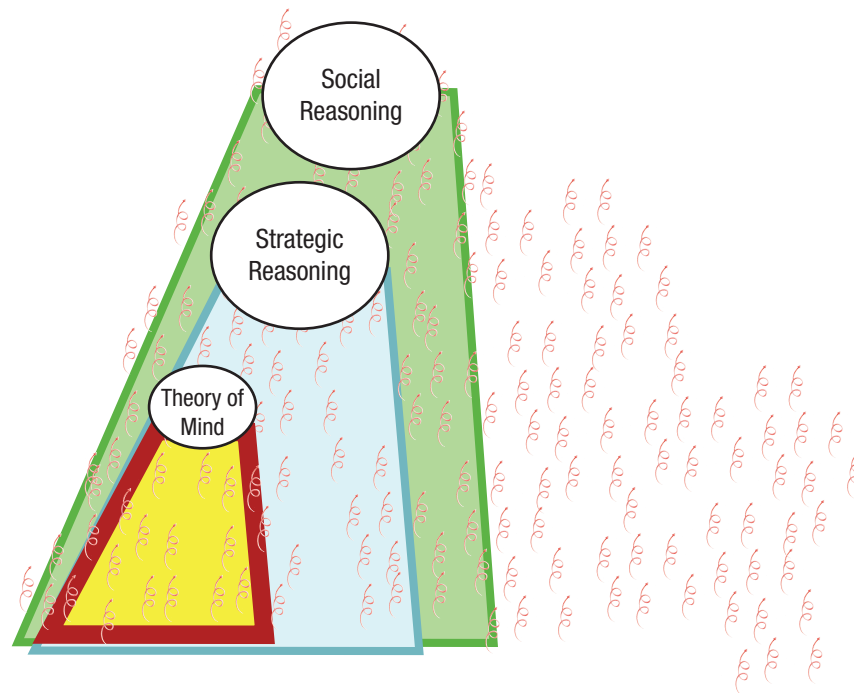 Social
Reasoning
Strategic
Reasoning
Theory of
Mind